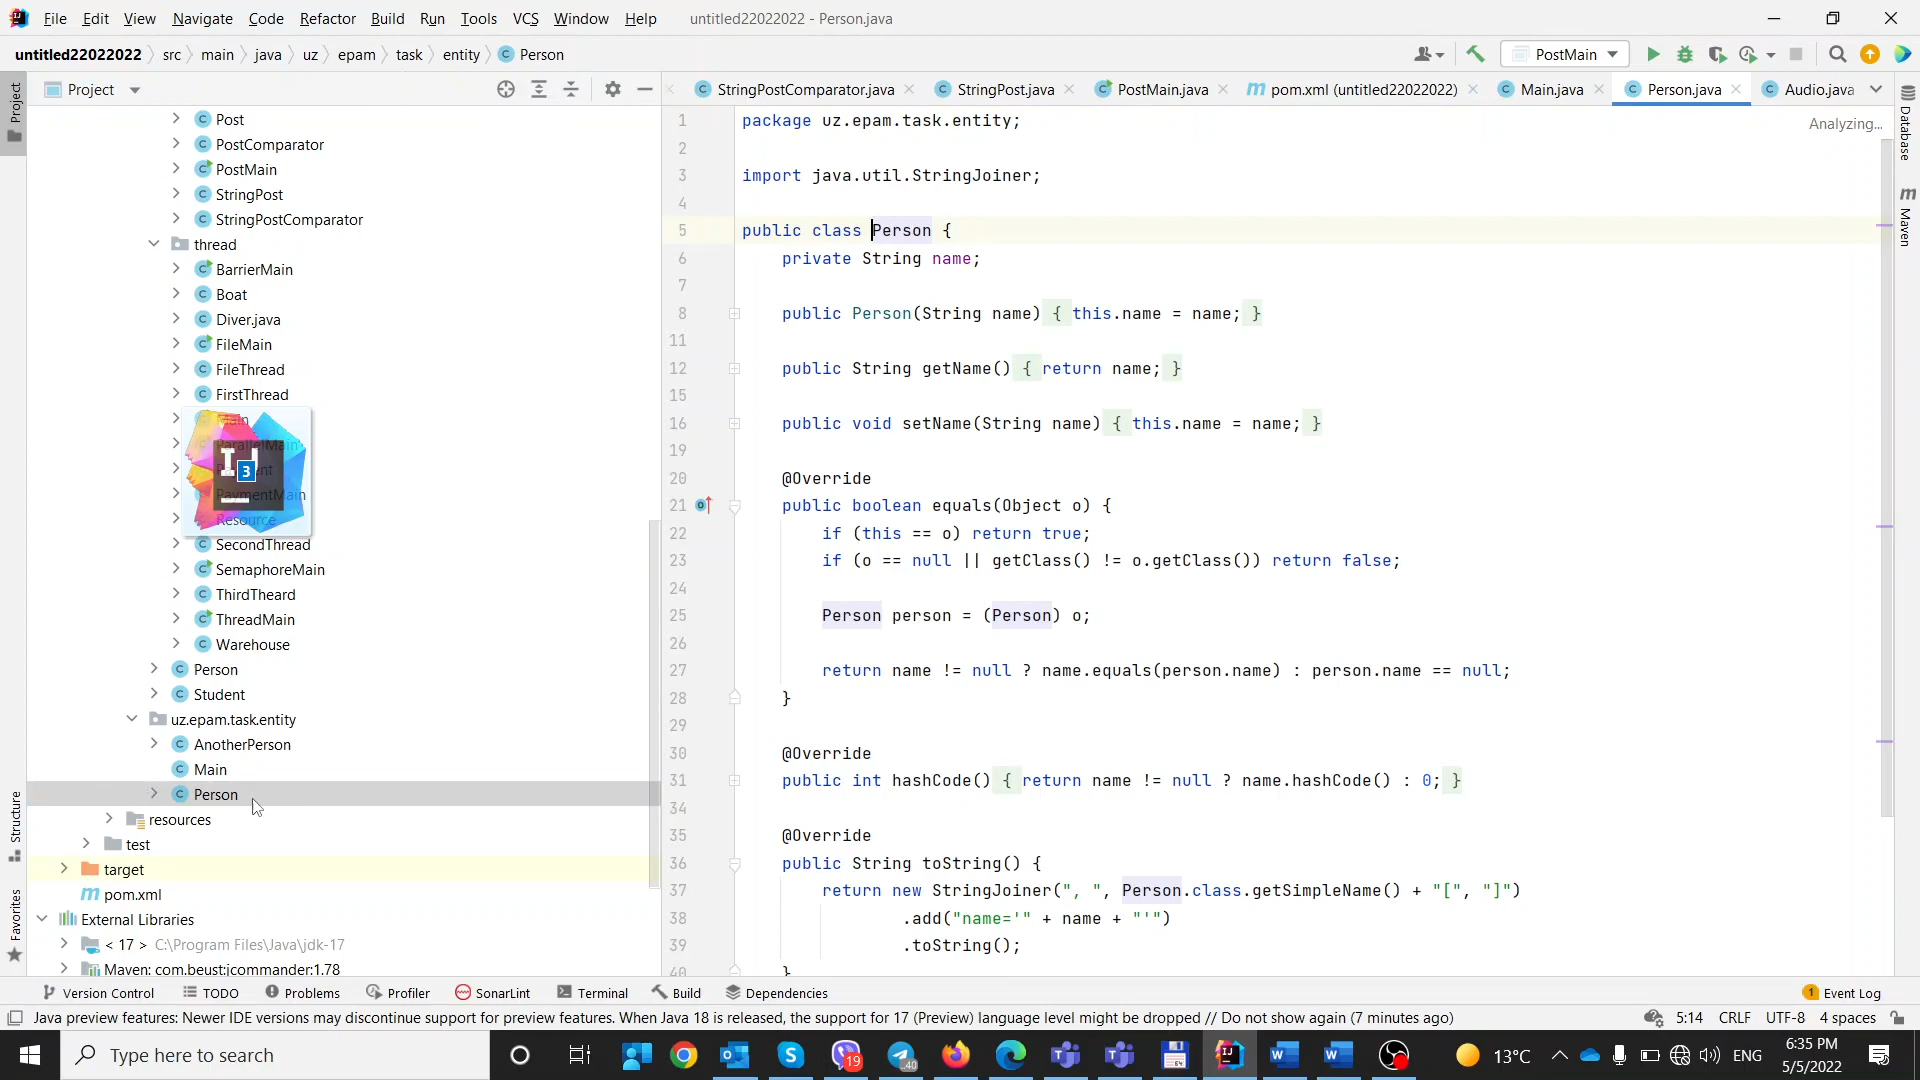 File Edit View Navigate Code Refactor Build Run Tools VCS Window Help untitled22022022 - Person.java
untitled22022022 src main java uz epam task entity Person PostMain
Project StringPostComparator.java StringPost.java PostMain.java pom.xml (untitled22022022) Main.java Person.java Audio.java
Project
Structure
Favorites
Database
Maven
Post
PostComparator
PostMain
StringPost
StringPostComparator
thread
BarrierMain
Boat
Diver.java
FileMain
FileThread
FirstThread
Main
ParallelMain
PaymentMain
Resource
IJ
3
SecondThread
SemaphoreMain
ThirdTheard
ThreadMain
Warehouse
Person
Student
uz.epam.task.entity
AnotherPerson
Main
Person
resources
test
target
pom.xml
External Libraries
< 17 > C:\Program Files\Java\jdk-17
Maven: com.beust:jcommander:1.78
Analyzing...
1 package uz.epam.task.entity;
2
3 import java.util.StringJoiner;
4
5 public class Person {
6 private String name;
7
8 public Person(String name) { this.name = name; }
11
12 public String getName() { return name; }
15
16 public void setName(String name) { this.name = name; }
19
20 @Override
21 public boolean equals(Object o) {
22 if (this == o) return true;
23 if (o == null || getClass() != o.getClass()) return false;
24
25 Person person = (Person) o;
26
27 return name != null ? name.equals(person.name) : person.name == null;
28 }
29
30 @Override
31 public int hashCode() { return name != null ? name.hashCode() : 0; }
34
35 @Override
36 public String toString() {
37 return new StringJoiner(", ", Person.class.getSimpleName() + "[", "]")
38 .add("name='" + name + "'")
39 .toString();
40 }
Version Control TODO Problems Profiler SonarLint Terminal Build Dependencies 1 Event Log
Java preview features: Newer IDE versions may discontinue support for preview features. When Java 18 is released, the support for 17 (Preview) language level might be dropped // Do not show again (7 minutes ago) 5:14 CRLF UTF-8 4 spaces
Type here to search 19 40 13°C ENG 6:35 PM
5/5/2022